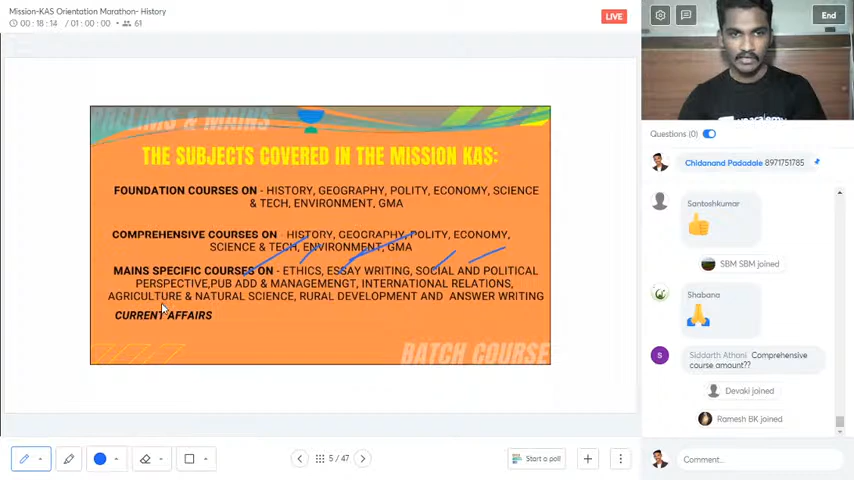 Mission-KAS Orientation Marathon- History
00 : 18 : 14 / 01 : 00 : 00 • 61
LIVE
End
PRELIMS & MAINS
THE SUBJECTS COVERED IN THE MISSION KAS:
FOUNDATION COURSES ON - HISTORY, GEOGRAPHY, POLITY, ECONOMY, SCIENCE
& TECH, ENVIRONMENT, GMA
COMPREHENSIVE COURSES ON - HISTORY, GEOGRAPHY, POLITY, ECONOMY,
SCIENCE & TECH, ENVIRONMENT, GMA
MAINS SPECIFIC COURSES ON - ETHICS, ESSAY WRITING, SOCIAL AND POLITICAL
PERSPECTIVE,PUB ADD & MANAGEMENGT, INTERNATIONAL RELATIONS,
AGRICULTURE & NATURAL SCIENCE, RURAL DEVELOPMENT AND ANSWER WRITING
CURRENT AFFAIRS
BATCH COURSE
5 / 47
Start a poll
Questions (0)
Chidanand Padadale 8971751785
Santoshkumar
SBM SBM joined
Shabana
S
Siddarth Athani Comprehensive
course amount??
Devaki joined
Ramesh BK joined
Comment...